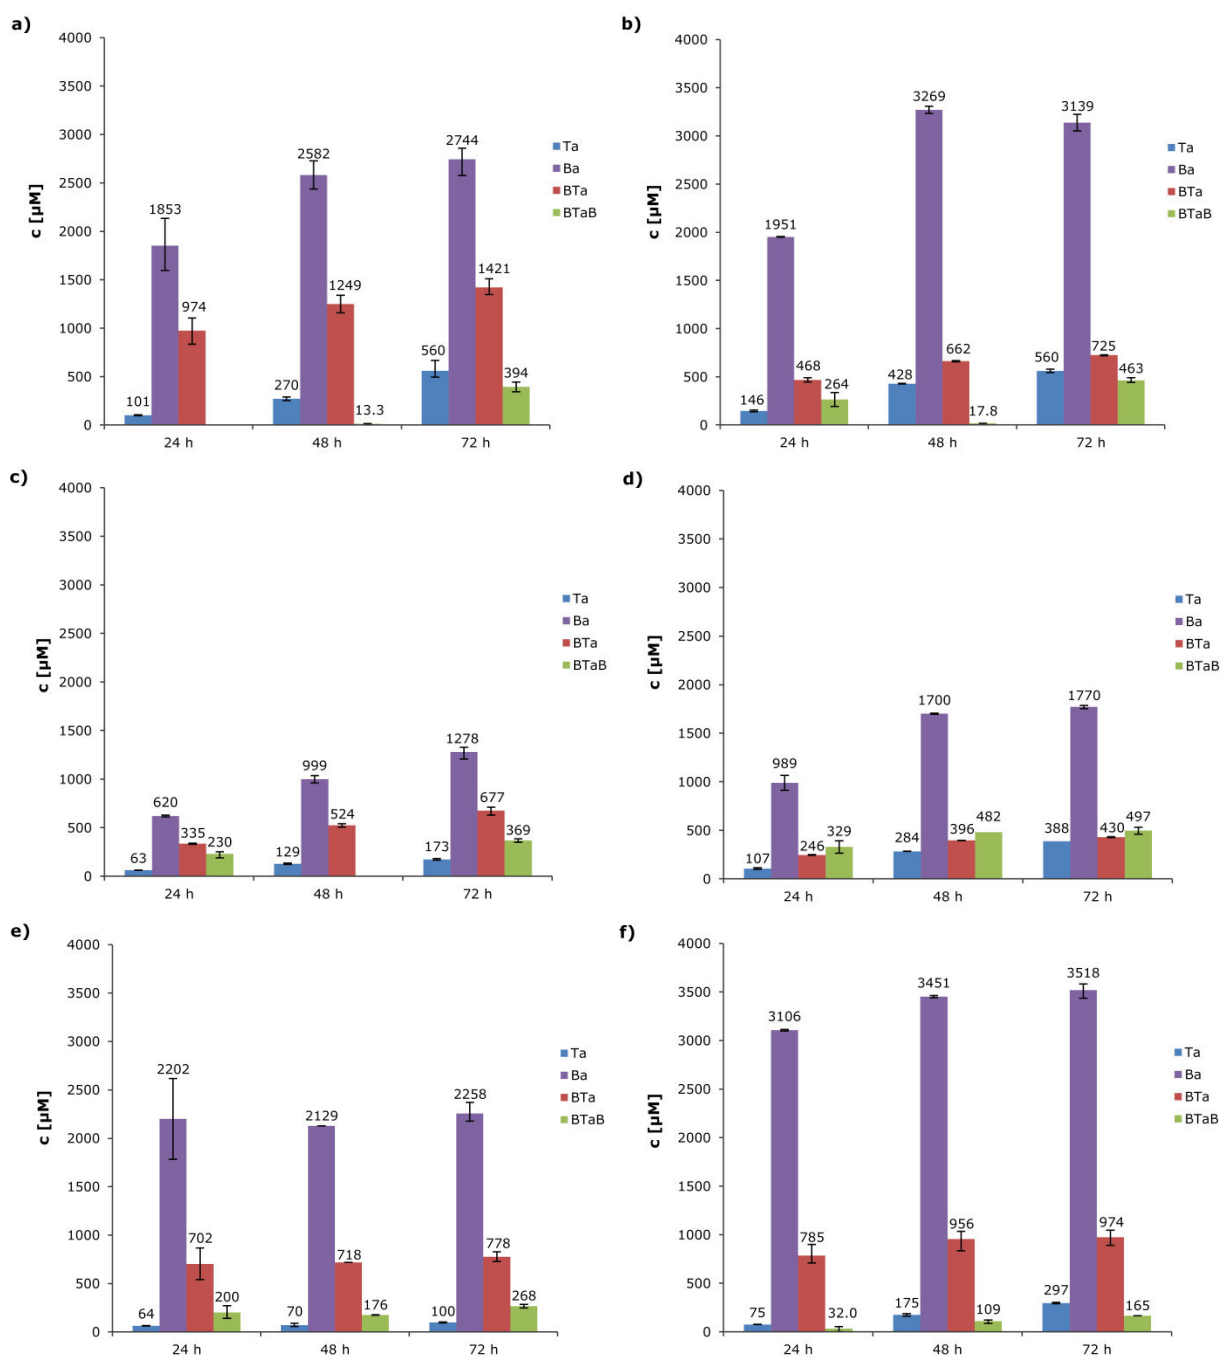 a)
4000
3500
3000
2500
2000
1500
1000
500
0
c [µM]
1853
974
101
2582
1249
270
13.3
2744
1421
560
394
24 h
48 h
72 h
Ta
Ba
BTa
BTaB
b)
4000
3500
3000
2500
2000
1500
1000
500
0
c [µM]
1951
468
146
264
3269
662
428
17.8
3139
725
560
463
24 h
48 h
72 h
Ta
Ba
BTa
BTaB
c)
4000
3500
3000
2500
2000
1500
1000
500
0
c [µM]
620
335
230
63
999
524
129
1278
677
369
173
24 h
48 h
72 h
Ta
Ba
BTa
BTaB
d)
4000
3500
3000
2500
2000
1500
1000
500
0
c [µM]
989
329
246
107
1700
482
396
284
1770
497
430
388
24 h
48 h
72 h
Ta
Ba
BTa
BTaB
e)
4000
3500
3000
2500
2000
1500
1000
500
0
c [µM]
2202
702
200
64
2129
718
176
70
2258
778
268
100
24 h
48 h
72 h
Ta
Ba
BTa
BTaB
f)
4000
3500
3000
2500
2000
1500
1000
500
0
c [µM]
3106
785
75
32.0
3451
956
175
109
3518
974
297
165
24 h
48 h
72 h
Ta
Ba
BTa
BTaB